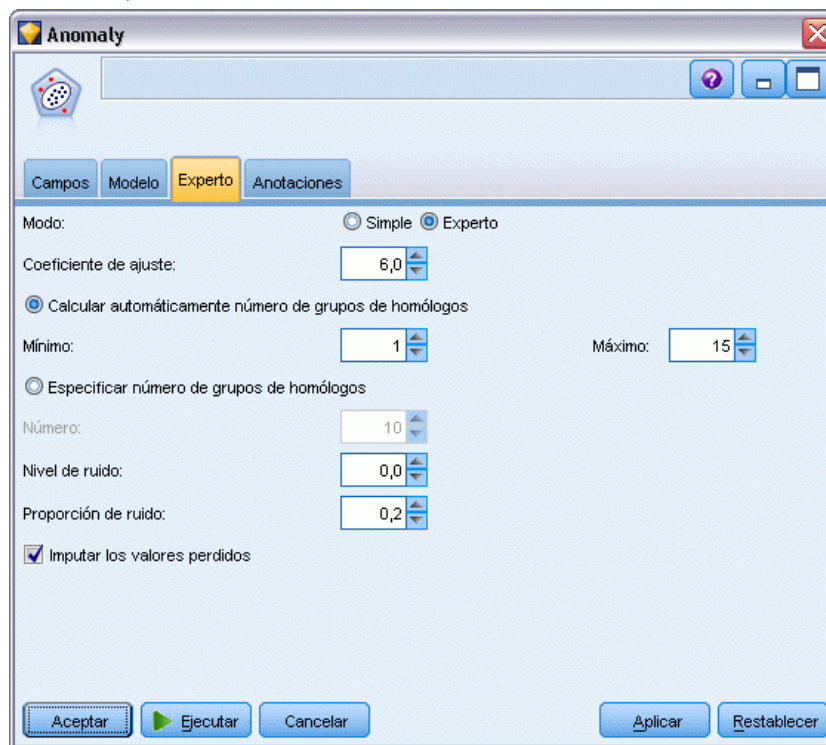 Anomaly
Campos Modelo Experto Anotaciones
Modo: Simple Experto
Coeficiente de ajuste: 6,0
Calcular automáticamente número de grupos de homólogos
Mínimo: 1 Máximo: 15
Especificar número de grupos de homólogos
Número: 10
Nivel de ruido: 0,0
Proporción de ruido: 0,2
Imputar los valores perdidos
Aceptar Ejecutar Cancelar Aplicar Restablecer